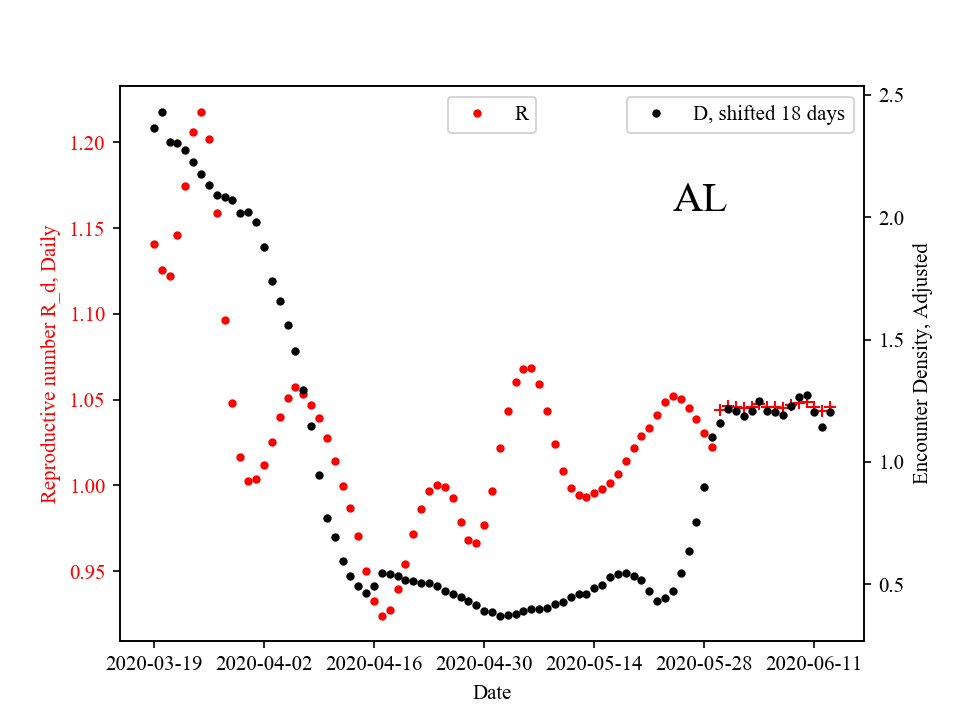 R
D, shifted 18 days
AL
Reproductive number R_d, Daily
1.20
1.15
1.10
1.05
1.00
0.95
2.5
2.0
1.5
1.0
0.5
Encounter Density, Adjusted
2020-03-19 2020-04-02 2020-04-16 2020-04-30 2020-05-14 2020-05-28 2020-06-11
Date